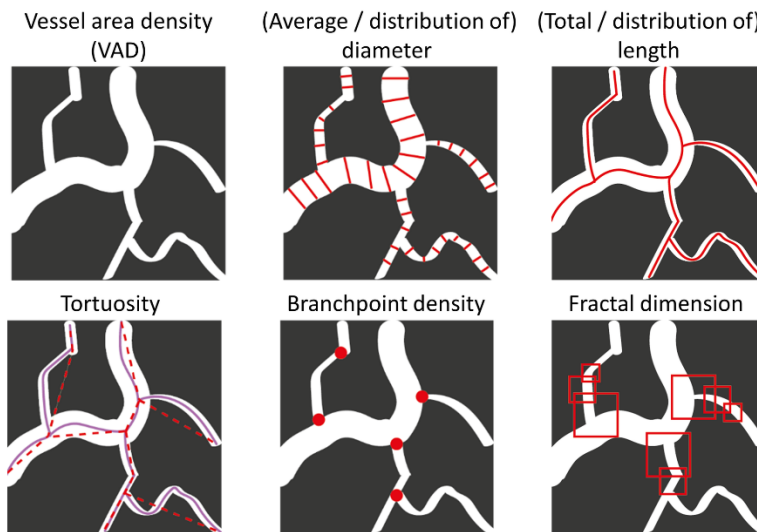 Vessel area density
(VAD)
(Average / distribution of)
diameter
(Total / distribution of)
length
Tortuosity
Branchpoint density
Fractal dimension